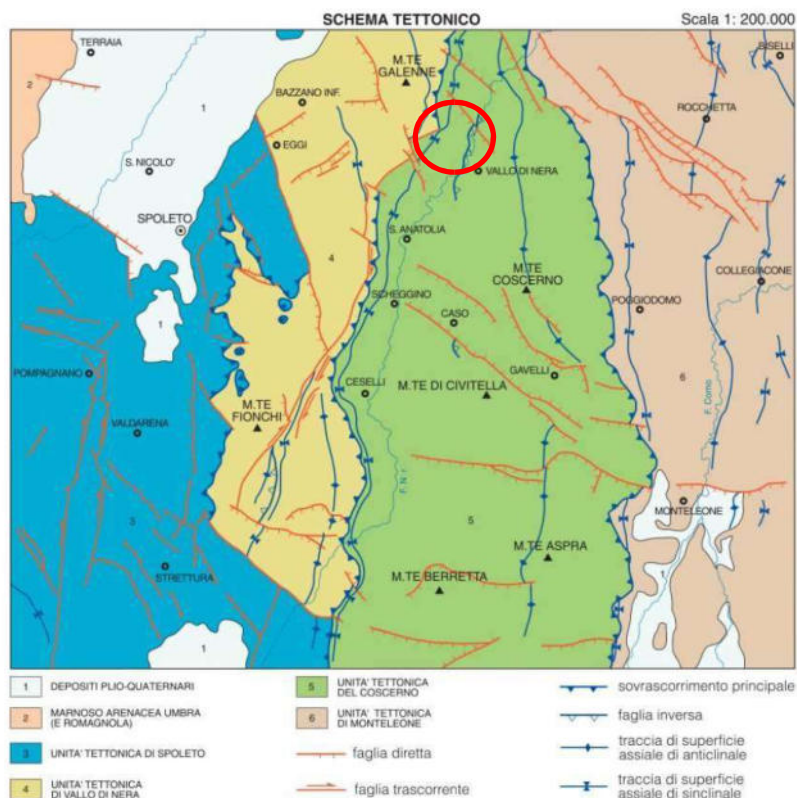 SCHEMA TETTONICO
Scala 1: 200.000
TERRAIA
2
1
M.TE
GALENNE
BISELLI
BAZZANO INF.
ROCCHETTA
EGGI
S. NICOLO'
VALLO DI NERA
SPOLETO
4
S. ANATOLIA
COLLEGIACONE
M.TE
COSCERNO
SCHEGGINO
CASO
POGGIODOMO
1
POMPAGNANO
GAVELLI
6
CESELLI
M.TE DI CIVITELLA
M.TE
FIONCHI
F. Corno
VALDARENA
MONTELEONE
3
5
STRETTURA
M.TE ASPRA
M.TE BERRETTA
1
1
1 DEPOSITI PLIO-QUATERNARI
2 MARNOSO ARENACEA UMBRA
(E ROMAGNOLA)
3 UNITA' TETTONICA DI SPOLETO
4 UNITA' TETTONICA
DI VALLO DI NERA
5 UNITA' TETTONICA
DEL COSCERNO
6 UNITA' TETTONICA
DI MONTELEONE
faglia diretta
faglia trascorrente
sovrascorrimento principale
faglia inversa
traccia di superficie
assiale di anticlinale
traccia di superficie
assiale di sinclinale